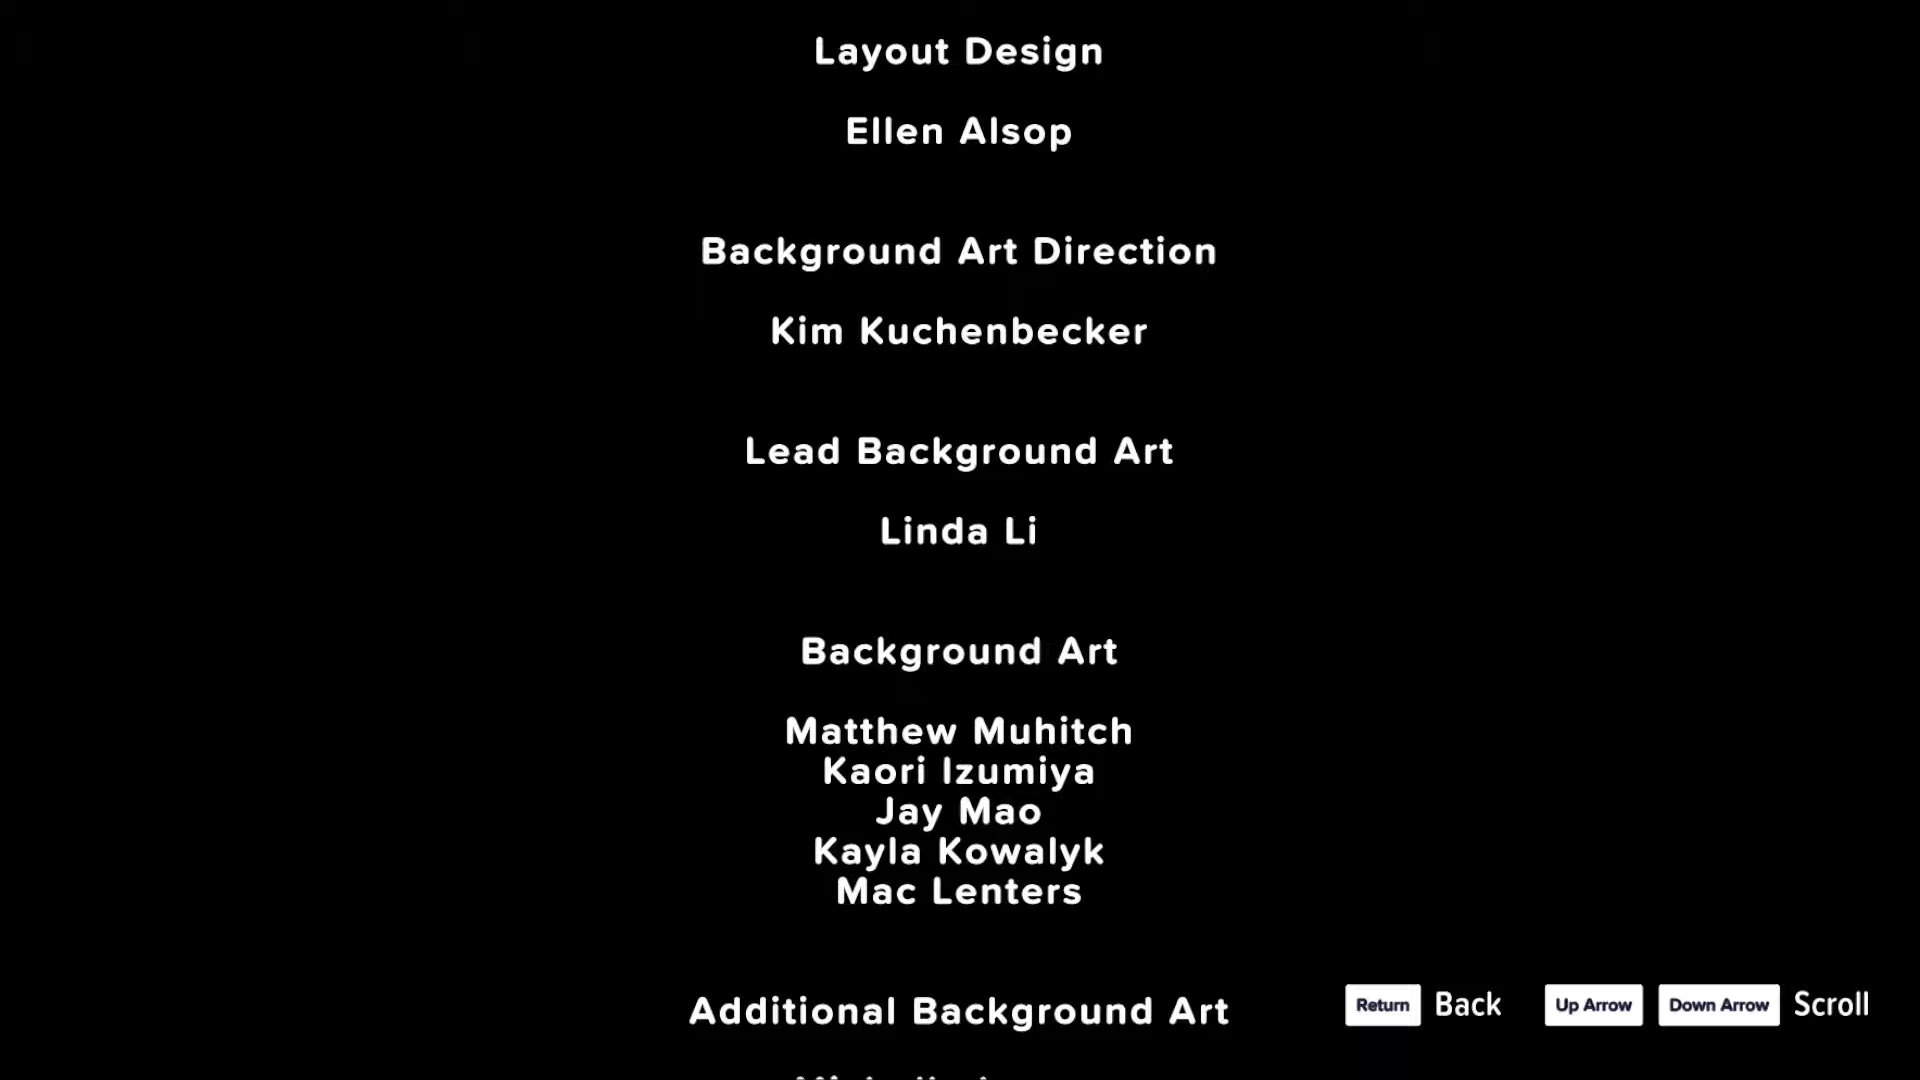 Layout Design
Ellen Alsop
Background Art Direction
Kim Kuchenbecker
Lead Background Art
Linda Li
Background Art
Matthew Muhitch
Kaori Izumiya
Jay Mao
Kayla Kowalyk
Mac Lenters
Additional Background Art
Return Back Up Arrow Down Arrow Scroll